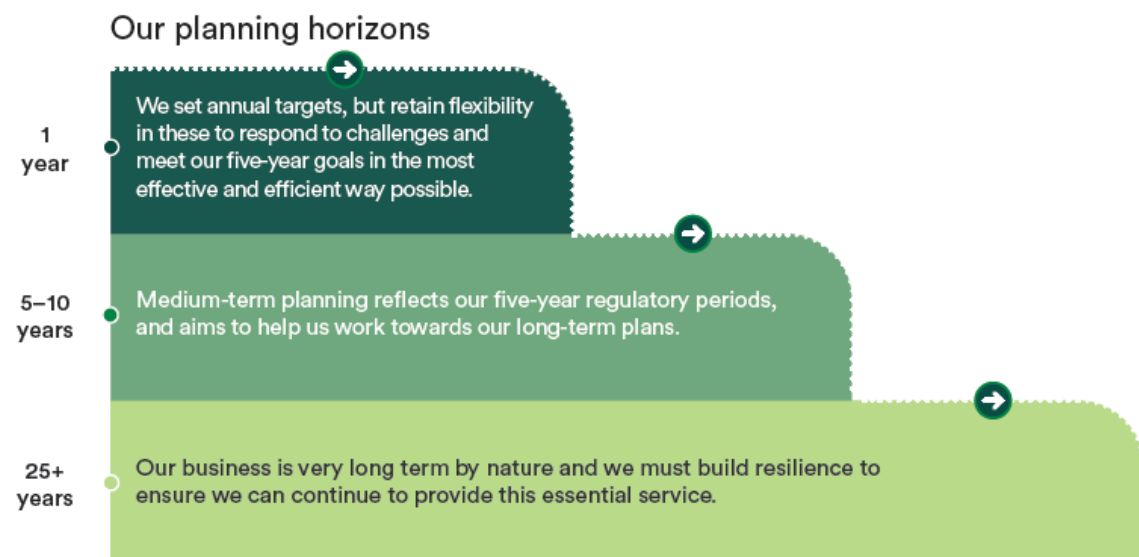 Our planning horizons
1
year
We set annual targets, but retain flexibility
in these to respond to challenges and
meet our five-year goals in the most
effective and efficient way possible.
5–10
years
Medium-term planning reflects our five-year regulatory periods,
and aims to help us work towards our long-term plans.
25+
years
Our business is very long term by nature and we must build resilience to
ensure we can continue to provide this essential service.